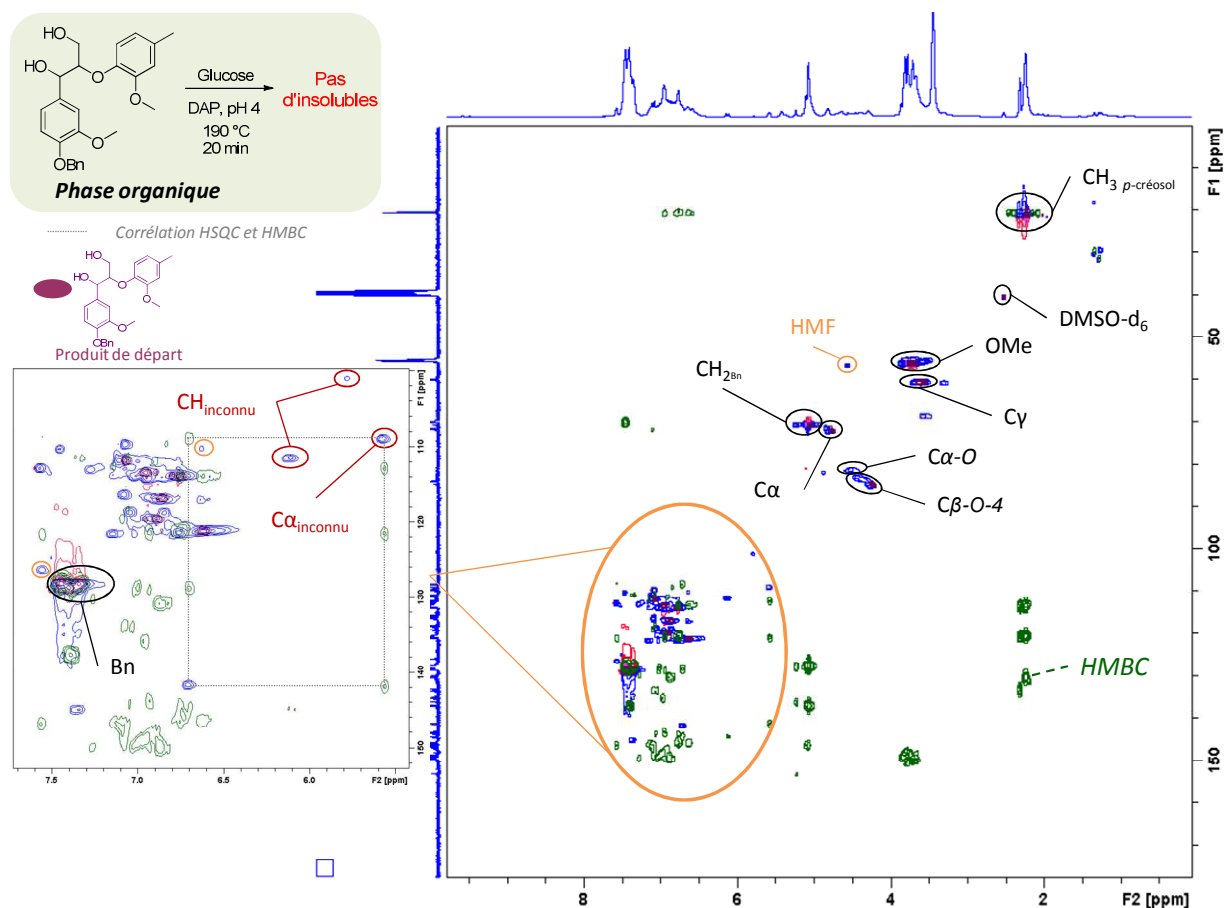 HO
HO
O
O
O
OBn
Glucose
DAP, pH 4
190 °C
20 min
Pas
d'insolubles
Phase organique
Corrélation HSQC et HMBC
HO
HO
O
O
O
OBn
Produit de départ
CHinconnu
Cαinconnu
Bn
F1 [ppm]
110
120
130
140
150
7.5
7.0
6.5
6.0
F2 [ppm]
CH3 p-créosol
DMSO-d6
HMF
OMe
CH2Bn
Cγ
Cα-O
Cα
Cβ-O-4
HMBC
F1 [ppm]
50
100
150
8
6
4
2
F2 [ppm]